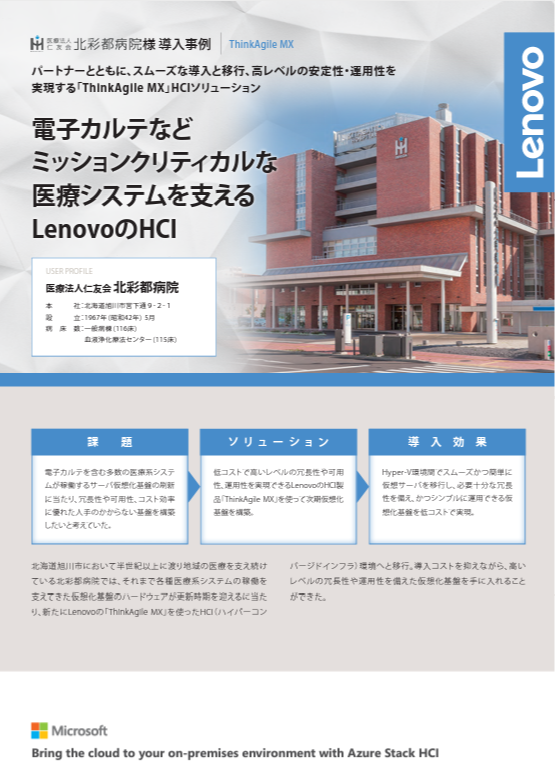 医療法人
仁友会 北彩都病院様 導入事例 ThinkAgile MX
パートナーとともに、スムーズな導入と移行、高レベルの安定性・運用性を
実現する「ThinkAgile MX」HCIソリューション
Lenovo
電子カルテなど
ミッションクリティカルな
医療システムを支える
LenovoのHCI
USER PROFILE
医療法人仁友会 北彩都病院
本 社:北海道旭川市宮下通9-2-1
設 立:1967年(昭和42年) 5月
病 床 数:一般病棟(116床)
血液浄化療法センター(115床)
課 題
電子カルテを含む多数の医療系システ
ムが稼働するサーバ仮想化基盤の刷新
に当たり、冗長性や可用性、コスト効率
に優れた人手のかからない基盤を構築
したいと考えていた。
ソリューション
低コストで高いレベルの冗長性や可用
性、運用性を実現できるLenovoのHCI製
品「ThinkAgile MX」を使って次期仮想化
基盤を構築。
導 入 効 果
Hyper-V環境間でスムーズかつ簡単に
仮想サーバを移行し、必要十分な冗長
性を備え、かつシンプルに運用できる仮
想化基盤を低コストで実現。
北海道旭川市において半世紀以上に渡り地域の医療を支え続け
ている北彩都病院では、それまで各種医療系システムの稼働を
支えてきた仮想化基盤のハードウェアが更新時期を迎えるに当た
り、新たにLenovoの「ThinkAgile MX」を使ったHCI(ハイパーコン
バージドインフラ)環境へと移行。導入コストを抑えながら、高い
レベルの冗長性や運用性を備えた仮想化基盤を手に入れること
ができた。
Microsoft
Bring the cloud to your on-premises environment with Azure Stack HCI